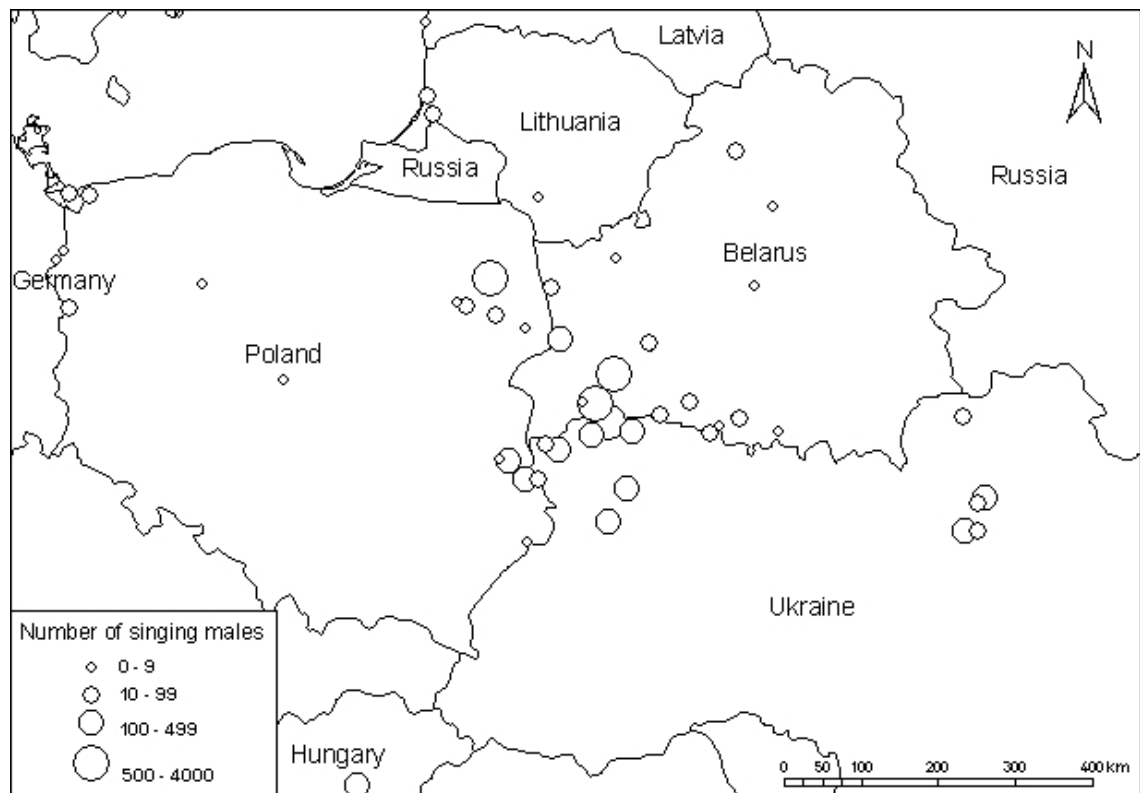 Latvia
N
Lithuania
Russia
Russia
Belarus
Germany
Poland
Ukraine
Number of singing males
0 - 9
10 - 99
100 - 499
500 - 4000
Hungary
0 50 100 200 300 400 km